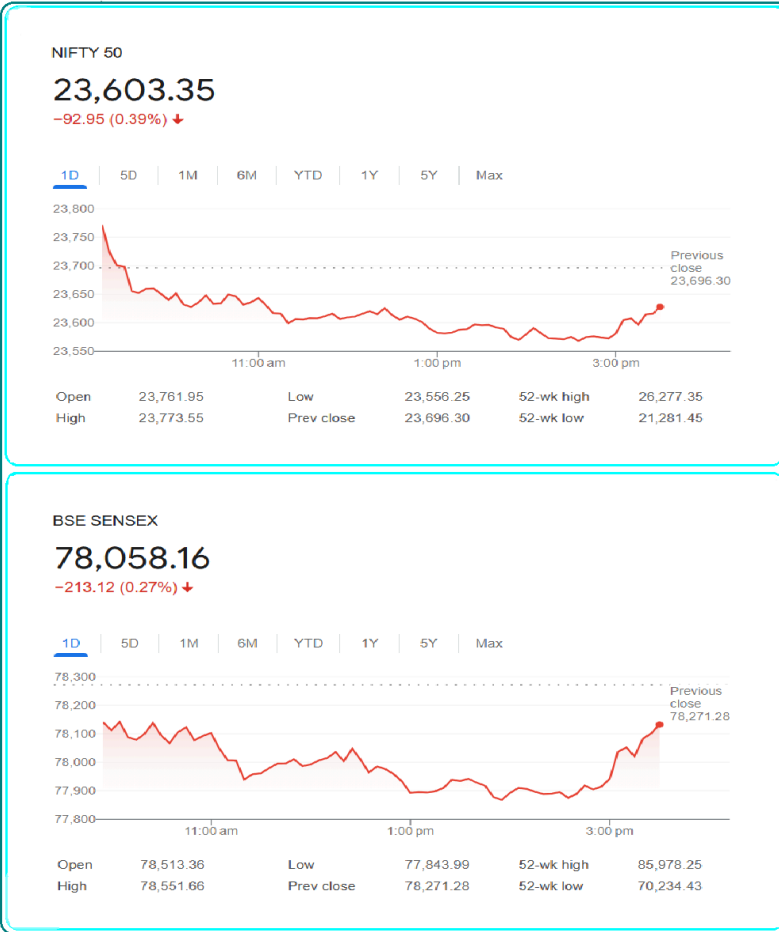 NIFTY 50
23,603.35
−92.95 (0.39%) ↓
1D 5D 1M 6M YTD 1Y 5Y Max
23,800
23,750
23,700
23,650
23,600
23,550
Previous
close
23,696.30
11:00 am 1:00 pm 3:00 pm
Open 23,761.95 Low 23,556.25 52-wk high 26,277.35
High 23,773.55 Prev close 23,696.30 52-wk low 21,281.45
BSE SENSEX
78,058.16
−213.12 (0.27%) ↓
1D 5D 1M 6M YTD 1Y 5Y Max
78,300
78,200
78,100
78,000
77,900
77,800
Previous
close
78,271.28
11:00 am 1:00 pm 3:00 pm
Open 78,513.36 Low 77,843.99 52-wk high 85,978.25
High 78,551.66 Prev close 78,271.28 52-wk low 70,234.43